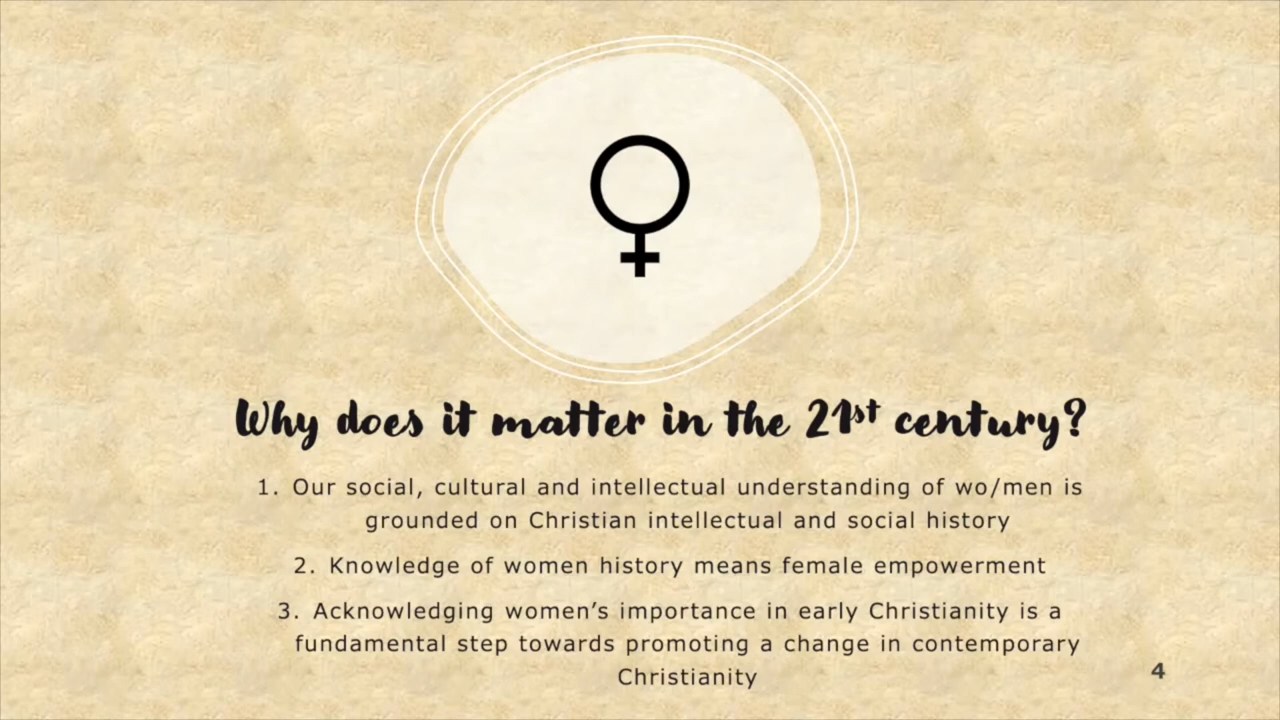 Why does it matter in the 21st century?
1. Our social, cultural and intellectual understanding of wo/men is
grounded on Christian intellectual and social history
2. Knowledge of women history means female empowerment
3. Acknowledging women’s importance in early Christianity is a
fundamental step towards promoting a change in contemporary
Christianity
4